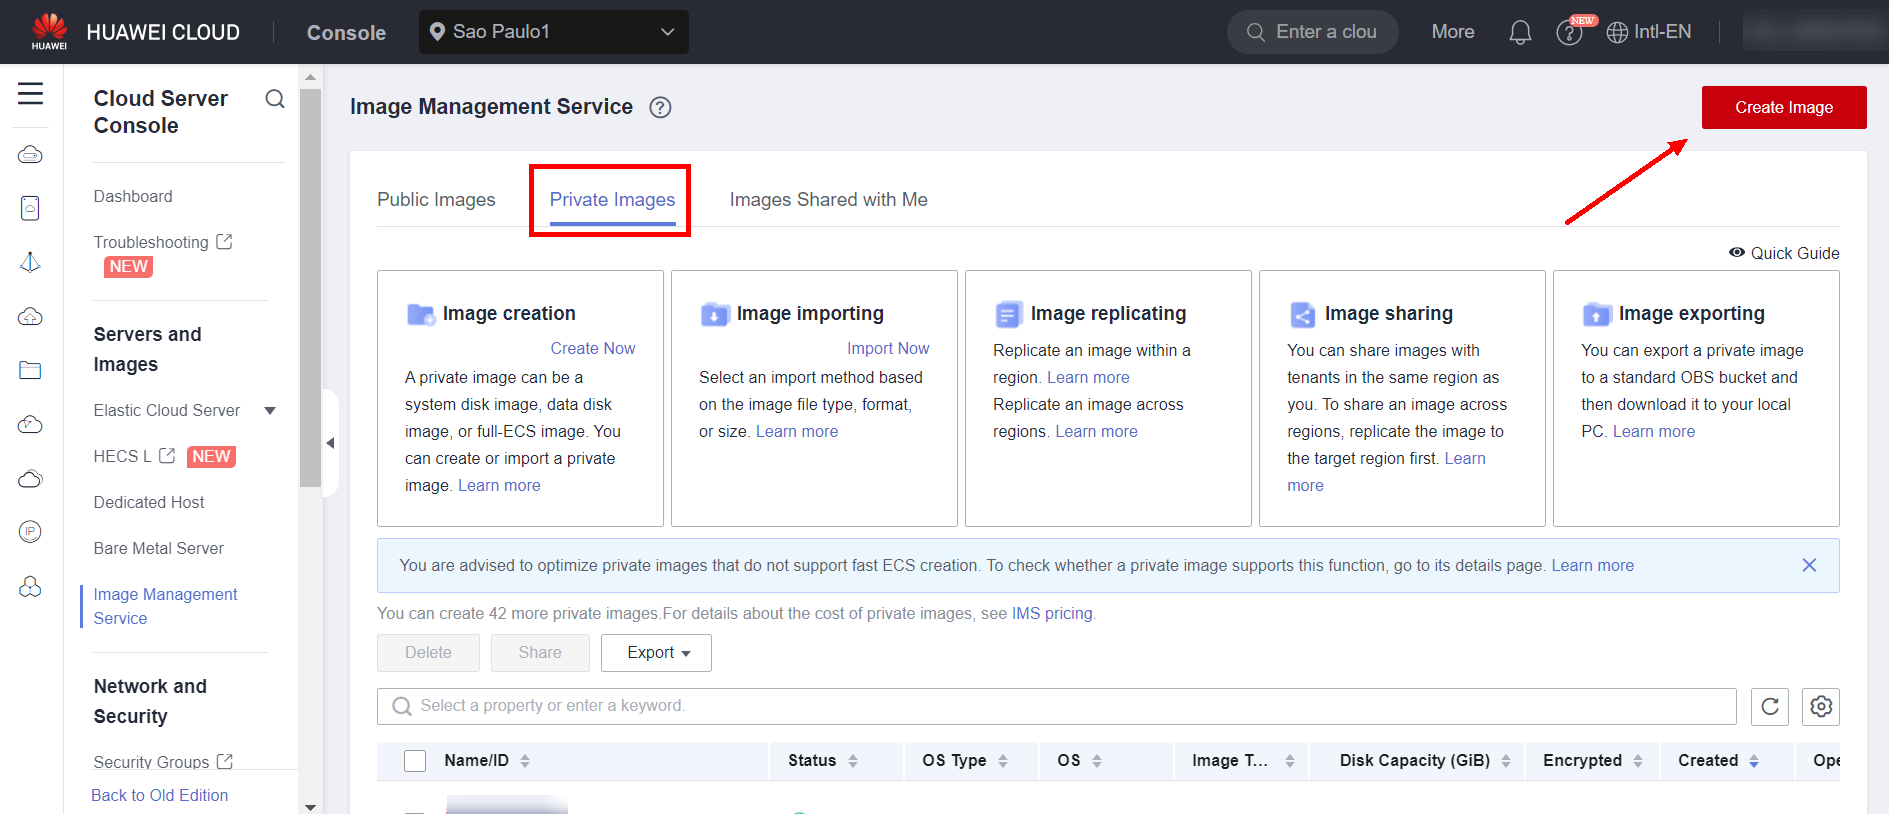 HUAWEI
HUAWEI CLOUD
Console
Sao Paulo1
Enter a clou
More
NEW
Intl-EN
Cloud Server
Console
Dashboard
Troubleshooting
NEW
Servers and
Images
Elastic Cloud Server
HECS L NEW
Dedicated Host
Bare Metal Server
Image Management
Service
Network and
Security
Security Groups
Back to Old Edition
IP
Image Management Service
Create Image
Public Images
Private Images
Images Shared with Me
Quick Guide
Image creation
Create Now
A private image can be a
system disk image, data disk
image, or full-ECS image. You
can create or import a private
image. Learn more
Image importing
Import Now
Select an import method based
on the image file type, format,
or size. Learn more
Image replicating
Replicate an image within a
region. Learn more
Replicate an image across
regions. Learn more
Image sharing
You can share images with
tenants in the same region as
you. To share an image across
regions, replicate the image to
the target region first. Learn
more
Image exporting
You can export a private image
to a standard OBS bucket and
then download it to your local
PC. Learn more
You are advised to optimize private images that do not support fast ECS creation. To check whether a private image supports this function, go to its details page. Learn more
You can create 42 more private images.For details about the cost of private images, see IMS pricing.
Delete
Share
Export
Select a property or enter a keyword.
Name/ID
Status
OS Type
OS
Image T...
Disk Capacity (GiB)
Encrypted
Created
Ope